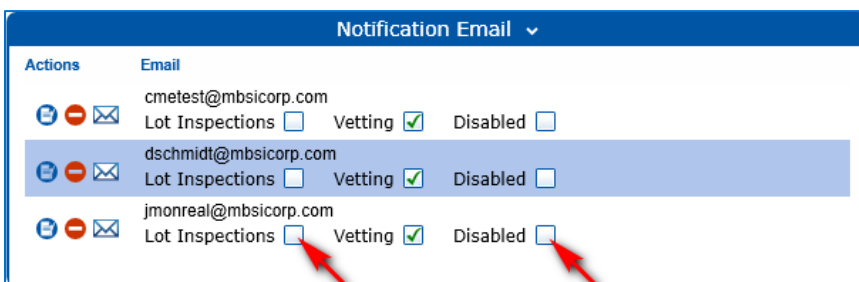 Notification Email
Actions Email
cmetest@mbsicorp.com
Lot Inspections Vetting Disabled
dschmidt@mbsicorp.com
Lot Inspections Vetting Disabled
jmonreal@mbsicorp.com
Lot Inspections Vetting Disabled